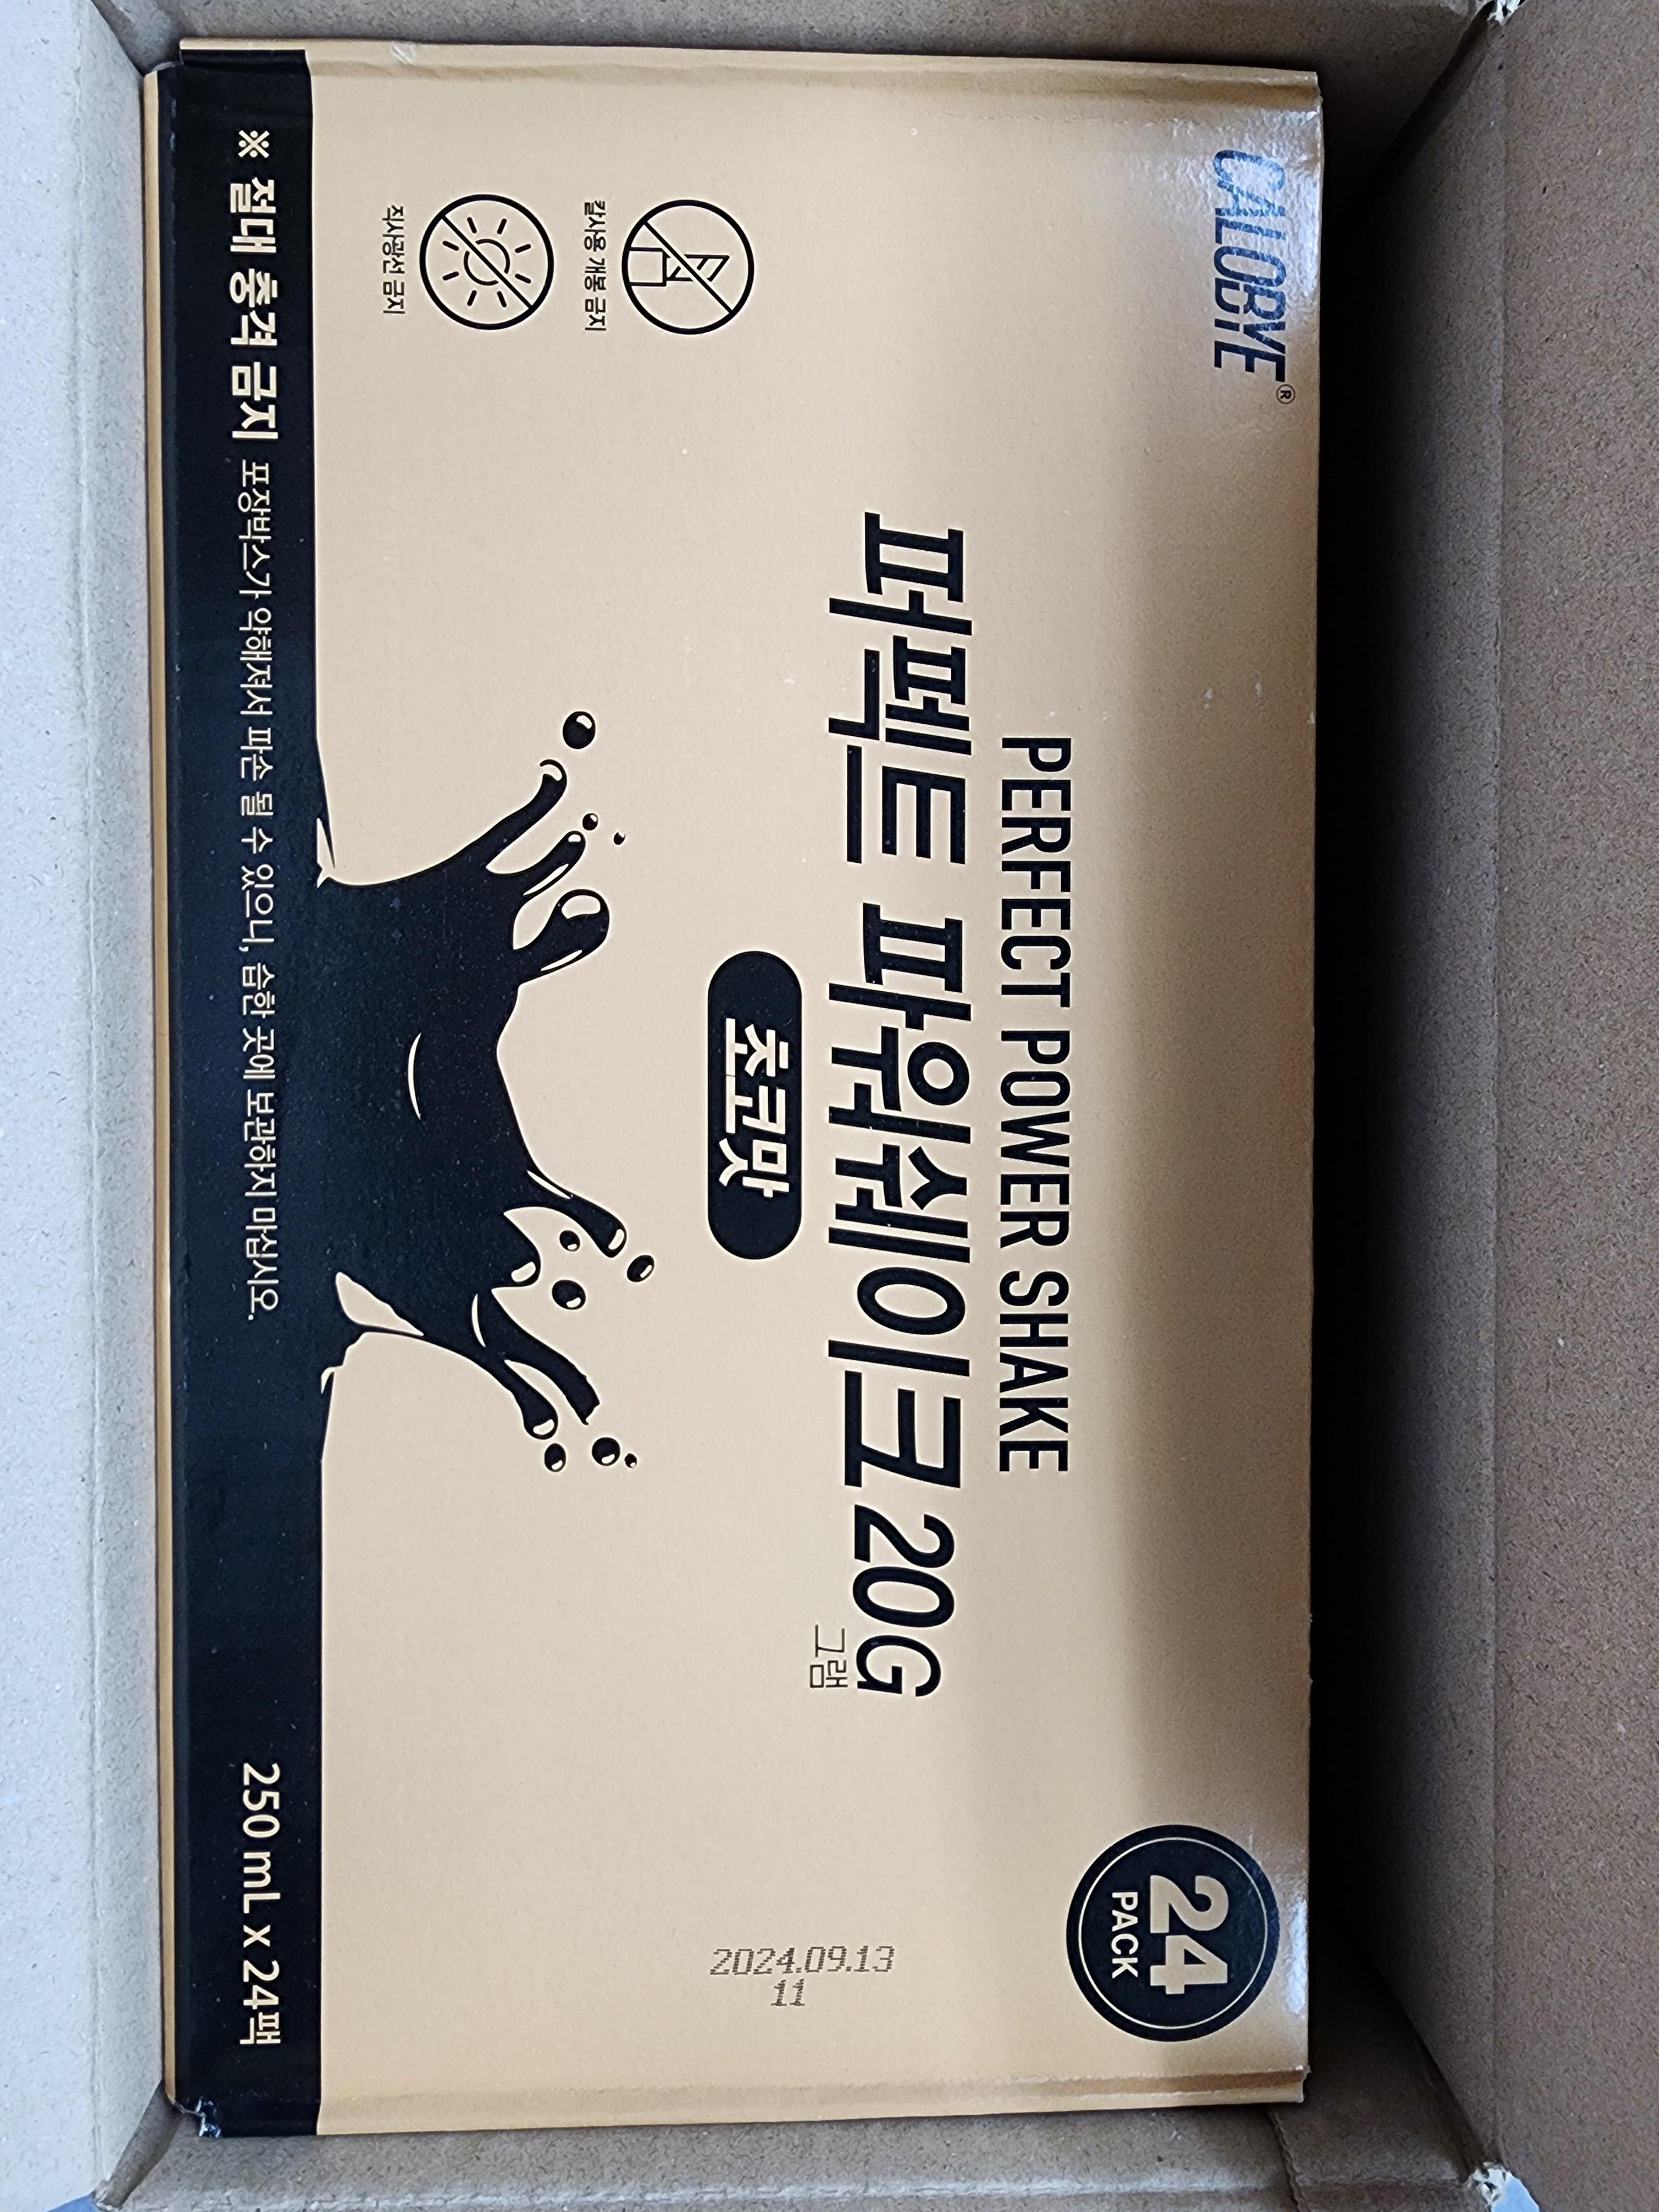 CALOBYE®
24
PACK
PERFECT POWER SHAKE
퍼펙트 파워쉐이크 20G
그램
초코맛
2024.09.13
11
칼사용 개봉 금지
직사광선 금지
※ 절대 충격 금지 포장박스가 약해져서 파손 될 수 있으니, 습한 곳에 보관하지 마십시오.
250 mL x 24팩